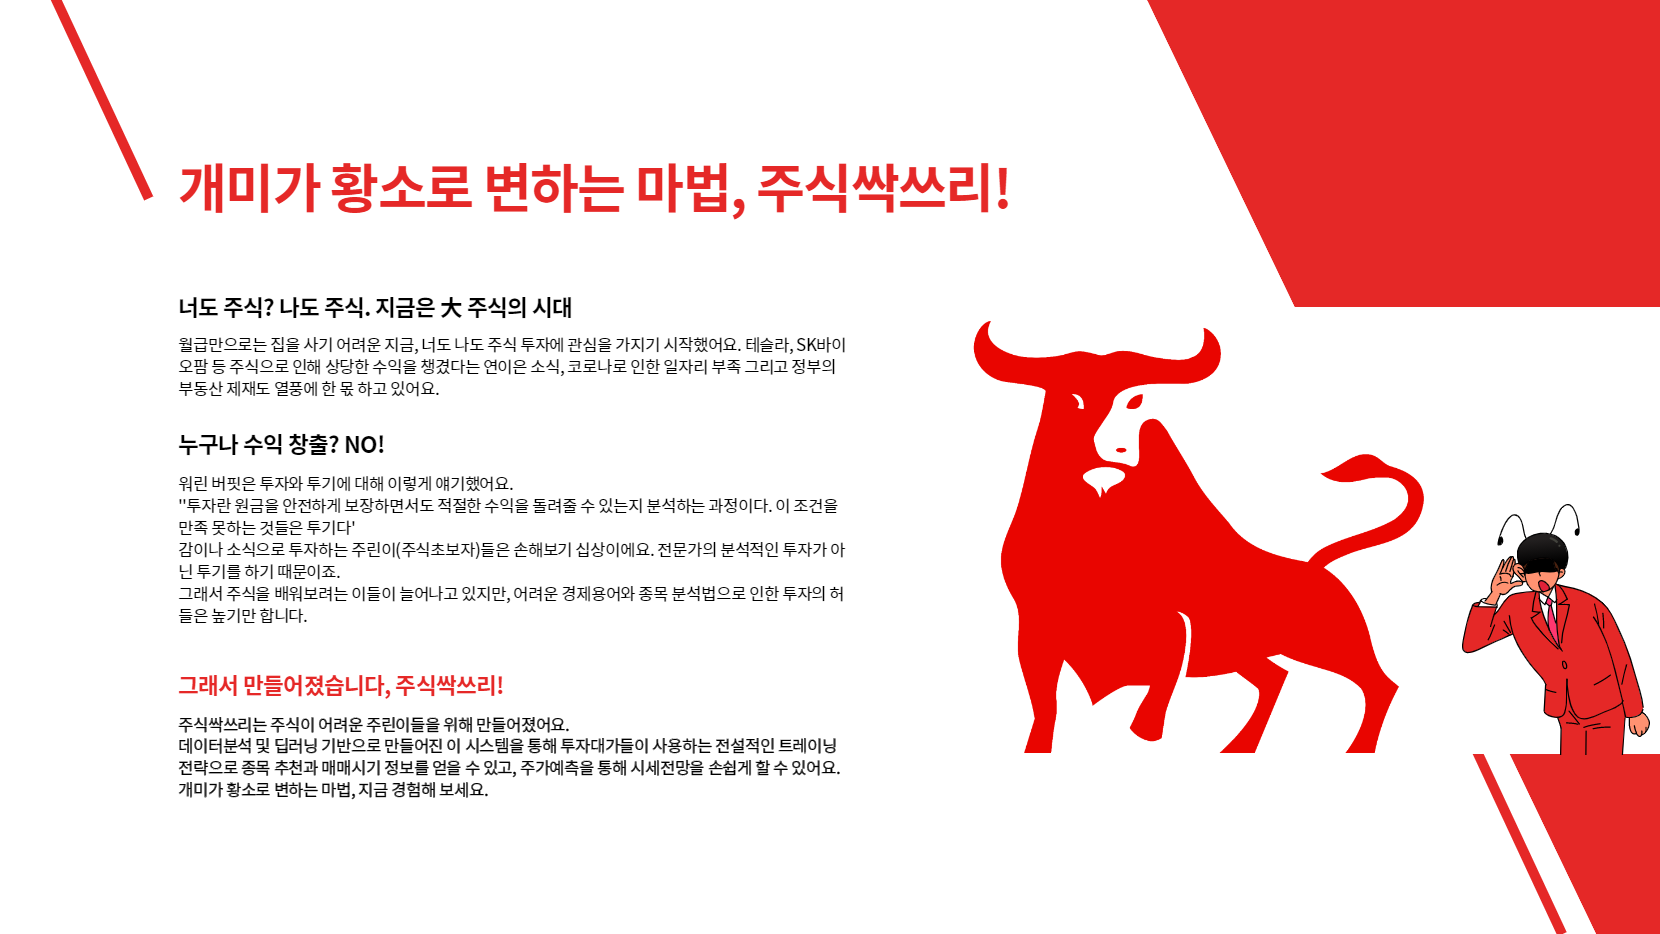 개미가 황소로 변하는 마법, 주식싹쓰리!
너도 주식? 나도 주식. 지금은 大 주식의 시대
월급만으로는 집을 사기 어려운 지금, 너도 나도 주식 투자에 관심을 가지기 시작했어요. 테슬라, SK바이
오팜 등 주식으로 인해 상당한 수익을 챙겼다는 연이은 소식, 코로나로 인한 일자리 부족 그리고 정부의
부동산 제재도 열풍에 한 몫 하고 있어요.
누구나 수익 창출? NO!
워린 버핏은 투자와 투기에 대해 이렇게 얘기했어요.
"투자란 원금을 안전하게 보장하면서도 적절한 수익을 돌려줄 수 있는지 분석하는 과정이다. 이 조건을
만족 못하는 것들은 투기다'
감이나 소식으로 투자하는 주린이(주식초보자)들은 손해보기 십상이에요. 전문가의 분석적인 투자가 아
닌 투기를 하기 때문이죠.
그래서 주식을 배워보려는 이들이 늘어나고 있지만, 어려운 경제용어와 종목 분석법으로 인한 투자의 허
들은 높기만 합니다.
그래서 만들어졌습니다, 주식싹쓰리!
주식싹쓰리는 주식이 어려운 주린이들을 위해 만들어졌어요.
데이터분석 및 딥러닝 기반으로 만들어진 이 시스템을 통해 투자대가들이 사용하는 전설적인 트레이닝
전략으로 종목 추천과 매매시기 정보를 얻을 수 있고, 주가예측을 통해 시세전망을 손쉽게 할 수 있어요.
개미가 황소로 변하는 마법, 지금 경험해 보세요.